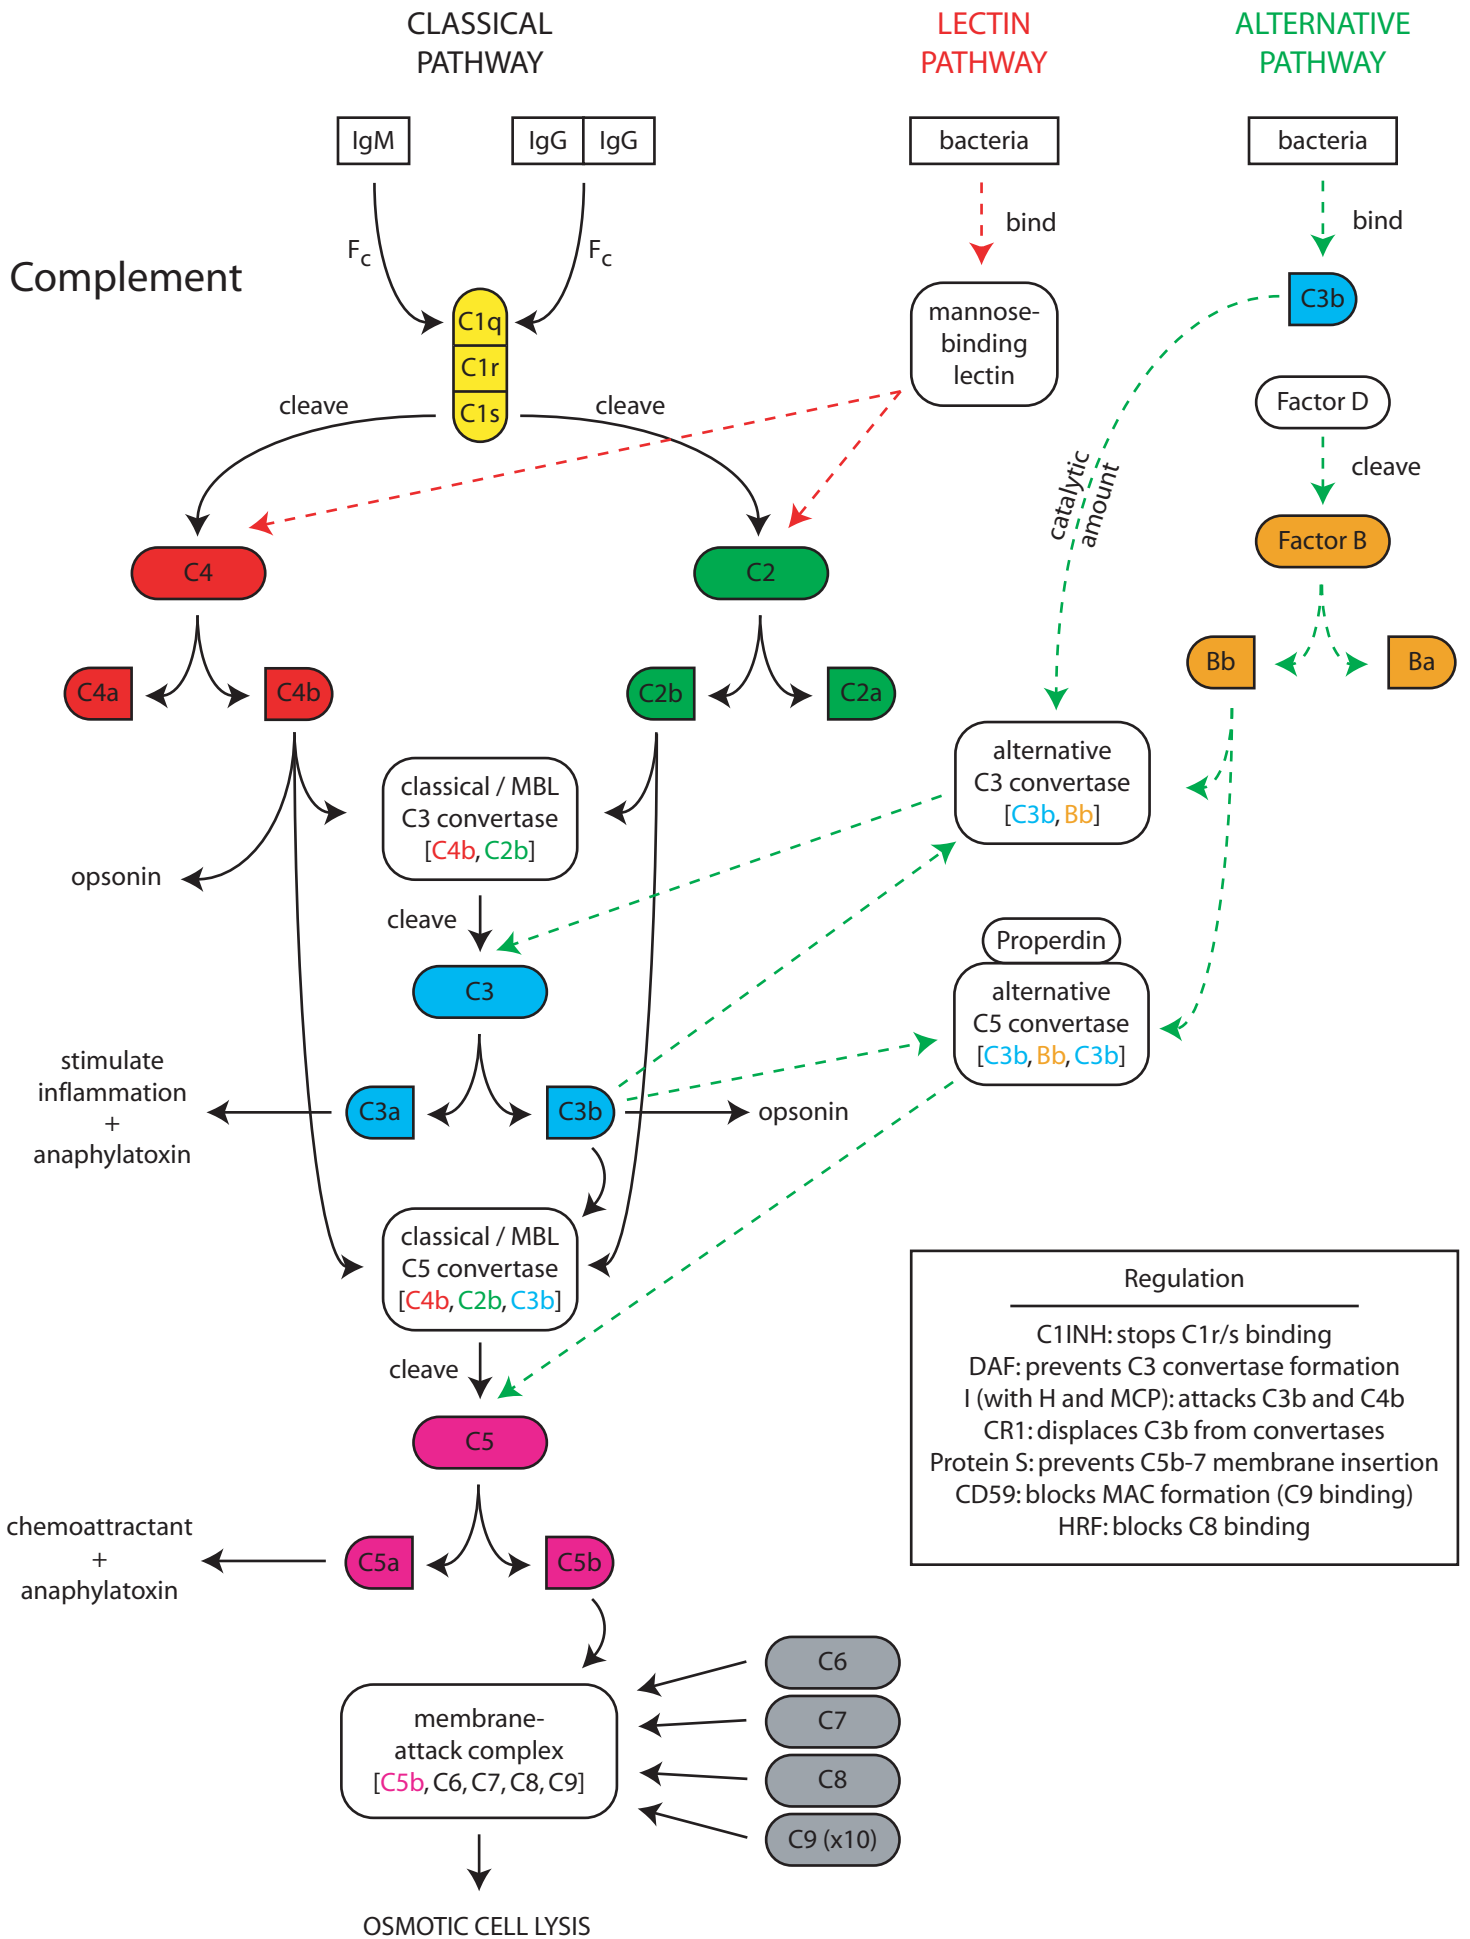 CLASSICAL
PATHWAY
LECTIN
PATHWAY
ALTERNATIVE
PATHWAY
IgM
IgG
IgG
bacteria
bacteria
bind
bind
Fc
Fc
Complement
C1q
C1r
C1s
mannose-
binding
lectin
C3b
cleave
cleave
Factor D
cleave
catalytic
amount
Factor B
C4
C2
Bb
Ba
C4a
C4b
C2b
C2a
classical / MBL
C3 convertase
[C4b, C2b]
alternative
C3 convertase
[C3b, Bb]
opsonin
cleave
Properdin
alternative
C5 convertase
[C3b, Bb, C3b]
C3
stimulate
inflammation
+
anaphylatoxin
C3a
C3b
opsonin
classical / MBL
C5 convertase
[C4b, C2b, C3b]
cleave
Regulation
C1INH: stops C1r/s binding
DAF: prevents C3 convertase formation
I (with H and MCP): attacks C3b and C4b
CR1: displaces C3b from convertases
Protein S: prevents C5b-7 membrane insertion
CD59: blocks MAC formation (C9 binding)
HRF: blocks C8 binding
C5
chemoattractant
+
anaphylatoxin
C5a
C5b
C6
C7
C8
C9 (x10)
membrane-
attack complex
[C5b, C6, C7, C8, C9]
OSMOTIC CELL LYSIS